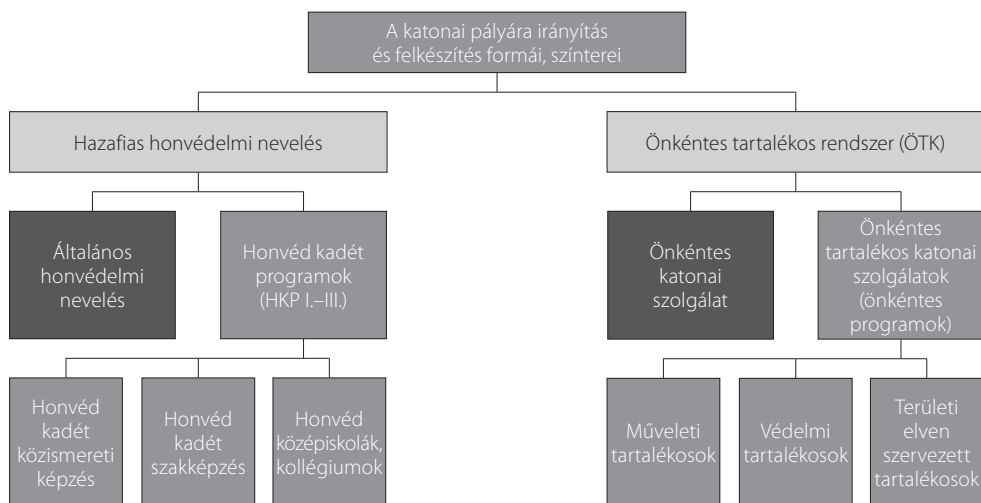 A katonai pályára irányítás
és felkészítés formái, színterei
Hazafias honvédelmi nevelés
Önkéntes tartalékos rendszer (ÖTK)
Általános
honvédelmi
nevelés
Honvéd kadét
programok
(HKP I.–III.)
Önkéntes
katonai
szolgálat
Önkéntes
tartalékos katonai
szolgálatok
(önkéntes
programok)
Honvéd
kadét
közismereti
képzés
Honvéd
kadét
szakképzés
Honvéd
középiskolák,
kollégiumok
Műveleti
tartalékosok
Védelmi
tartalékosok
Területi
elven
szervezett
tartalékosok